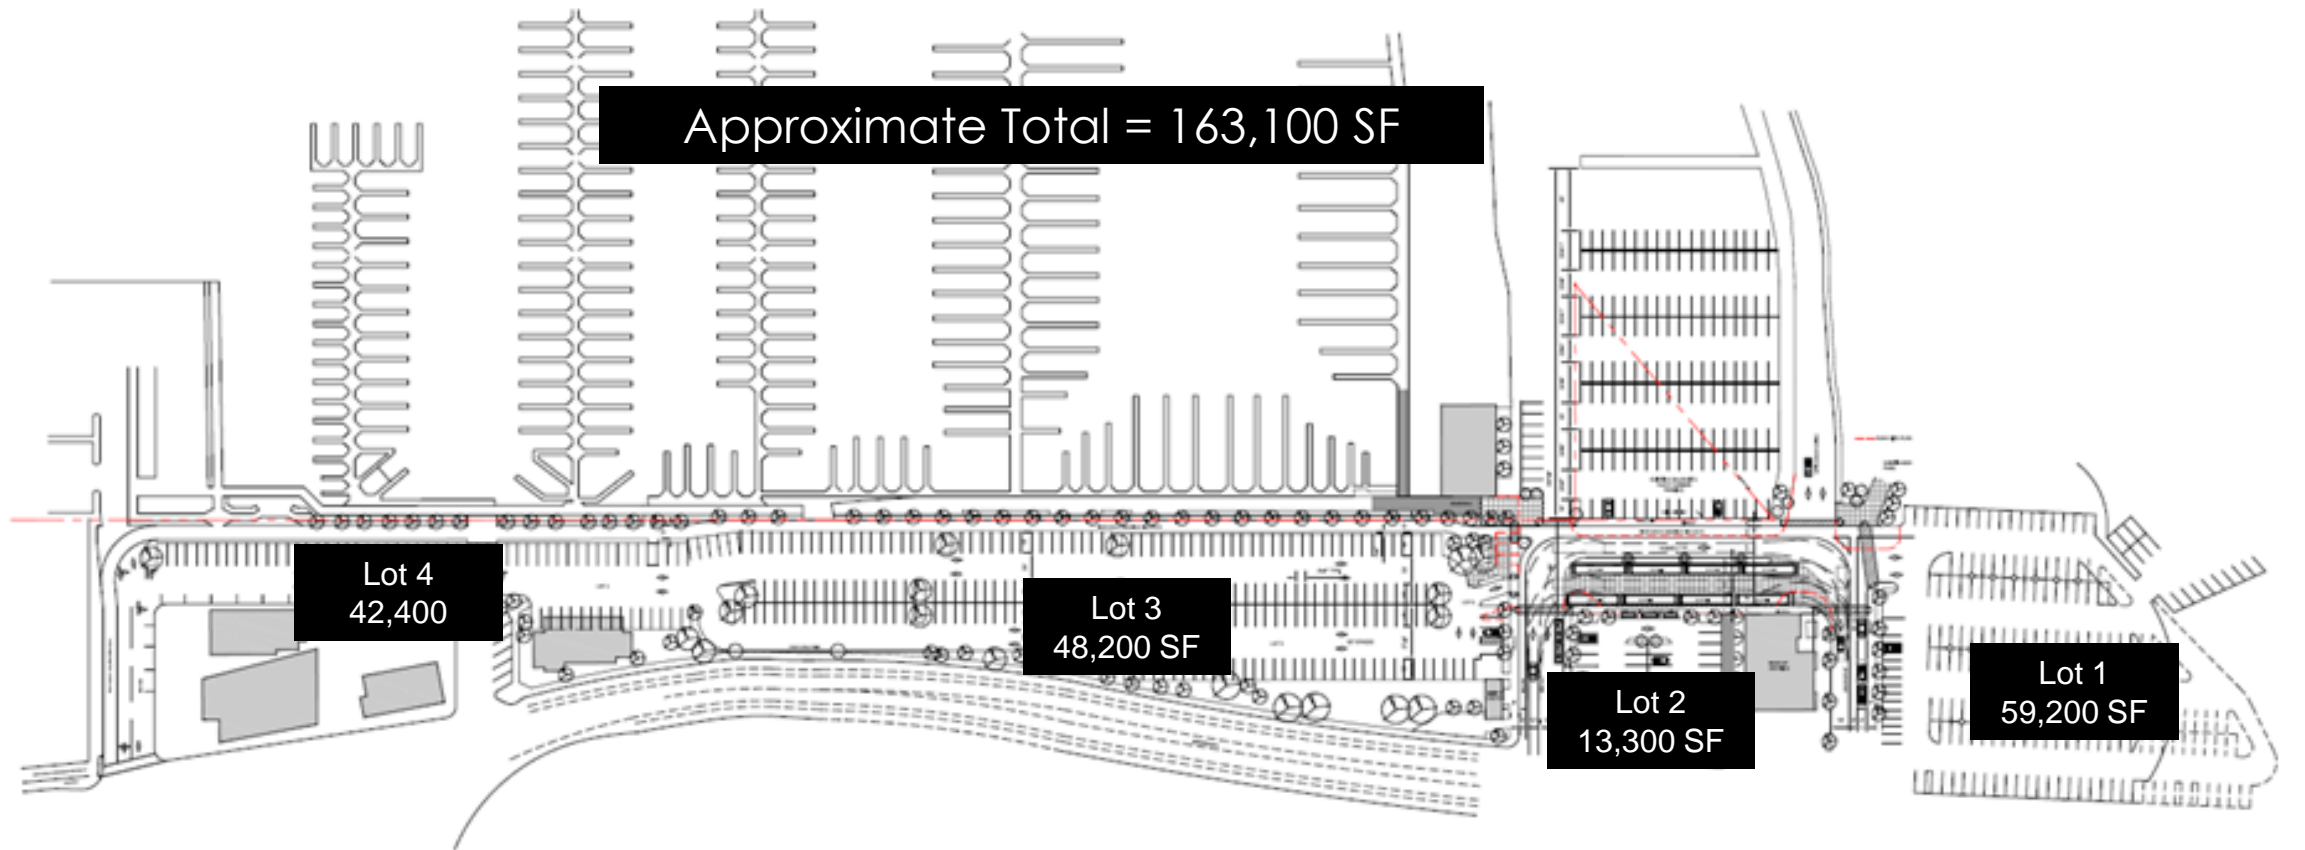 Approximate Total = 163,100 SF
Lot 4
42,400
Lot 3
48,200 SF
Lot 2
13,300 SF
Lot 1
59,200 SF